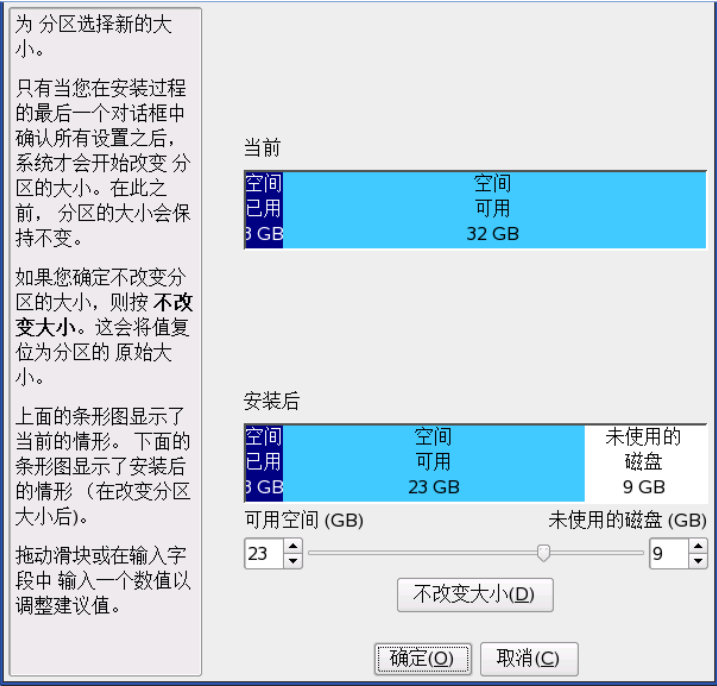 为 分区选择新的大
小。
只有当您在安装过程
的最后一个对话框中
确认所有设置之后，
系统才会开始改变 分
区的大小。在此之
前， 分区的大小会保
持不变。
如果您确定不改变分
区的大小，则按 不改
变大小。这会将值复
位为分区的 原始大
小。
上面的条形图显示了
当前的情形。 下面的
条形图显示了安装后
的情形 （在改变分区
大小后)。
拖动滑块或在输入字
段中 输入一个数值以
调整建议值。
当前
空间
已用
3 GB
空间
可用
32 GB
安装后
空间
已用
3 GB
空间
可用
23 GB
未使用的
磁盘
9 GB
可用空间 (GB)
未使用的磁盘 (GB)
23
9
不改变大小(D)
确定(O)
取消(C)